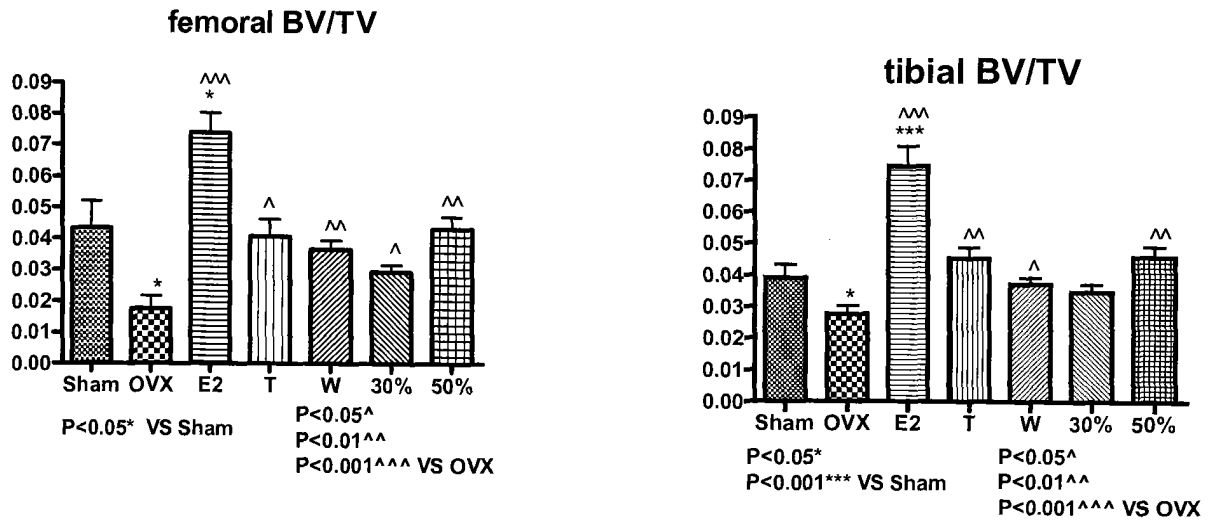 femoral BV/TV
^^^
*
0.09
0.08
0.07
0.06
0.05
0.04
0.03
0.02
0.01
0.00
*
^
^^
^
^^
Sham OVX E2 T W 30% 50%
P<0.05* VS Sham
P<0.05^
P<0.01^^
P<0.001^^^ VS OVX
tibial BV/TV
^^^
***
0.09
0.08
0.07
0.06
0.05
0.04
0.03
0.02
0.01
0.00
*
^^
^
^^
Sham OVX E2 T W 30% 50%
P<0.05*
P<0.001*** VS Sham
P<0.05^
P<0.01^^
P<0.001^^^ VS OVX